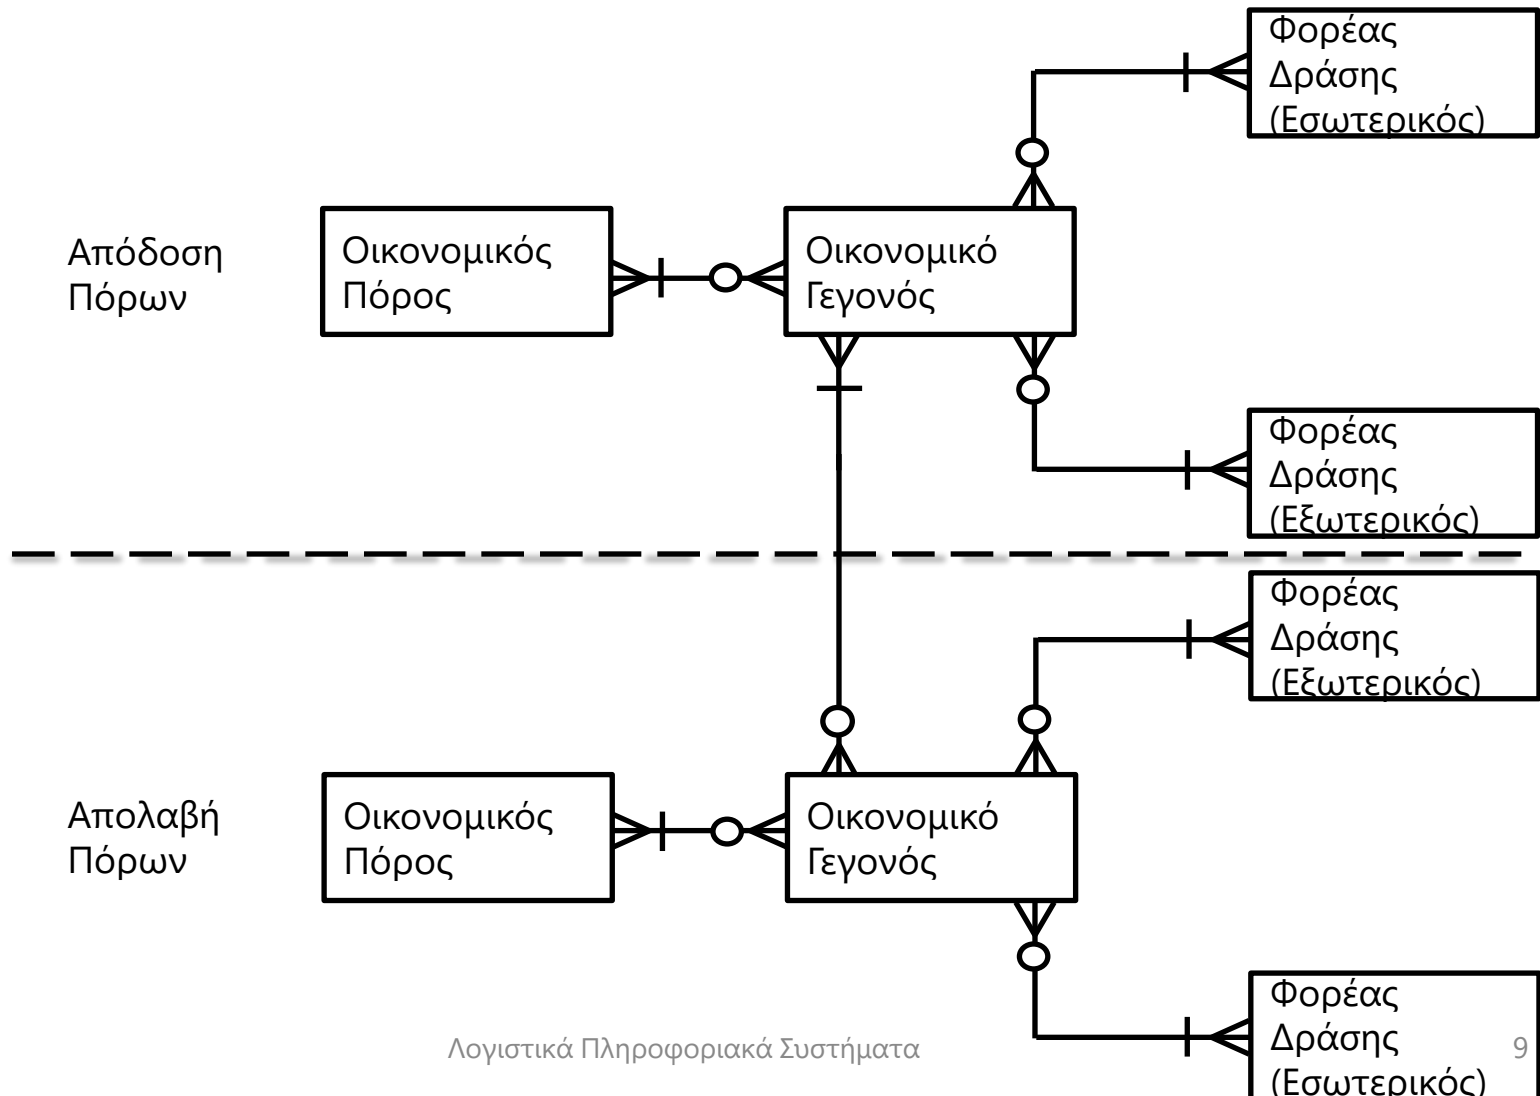 Φορέας
Δράσης
(Εσωτερικός)
Απόδοση
Πόρων
Οικονομικός
Πόρος
Οικονομικό
Γεγονός
Φορέας
Δράσης
(Εξωτερικός)
Φορέας
Δράσης
(Εξωτερικός)
Απολαβή
Πόρων
Οικονομικός
Πόρος
Οικονομικό
Γεγονός
Φορέας
Δράσης
(Εσωτερικός)
Λογιστικά Πληροφοριακά Συστήματα
9